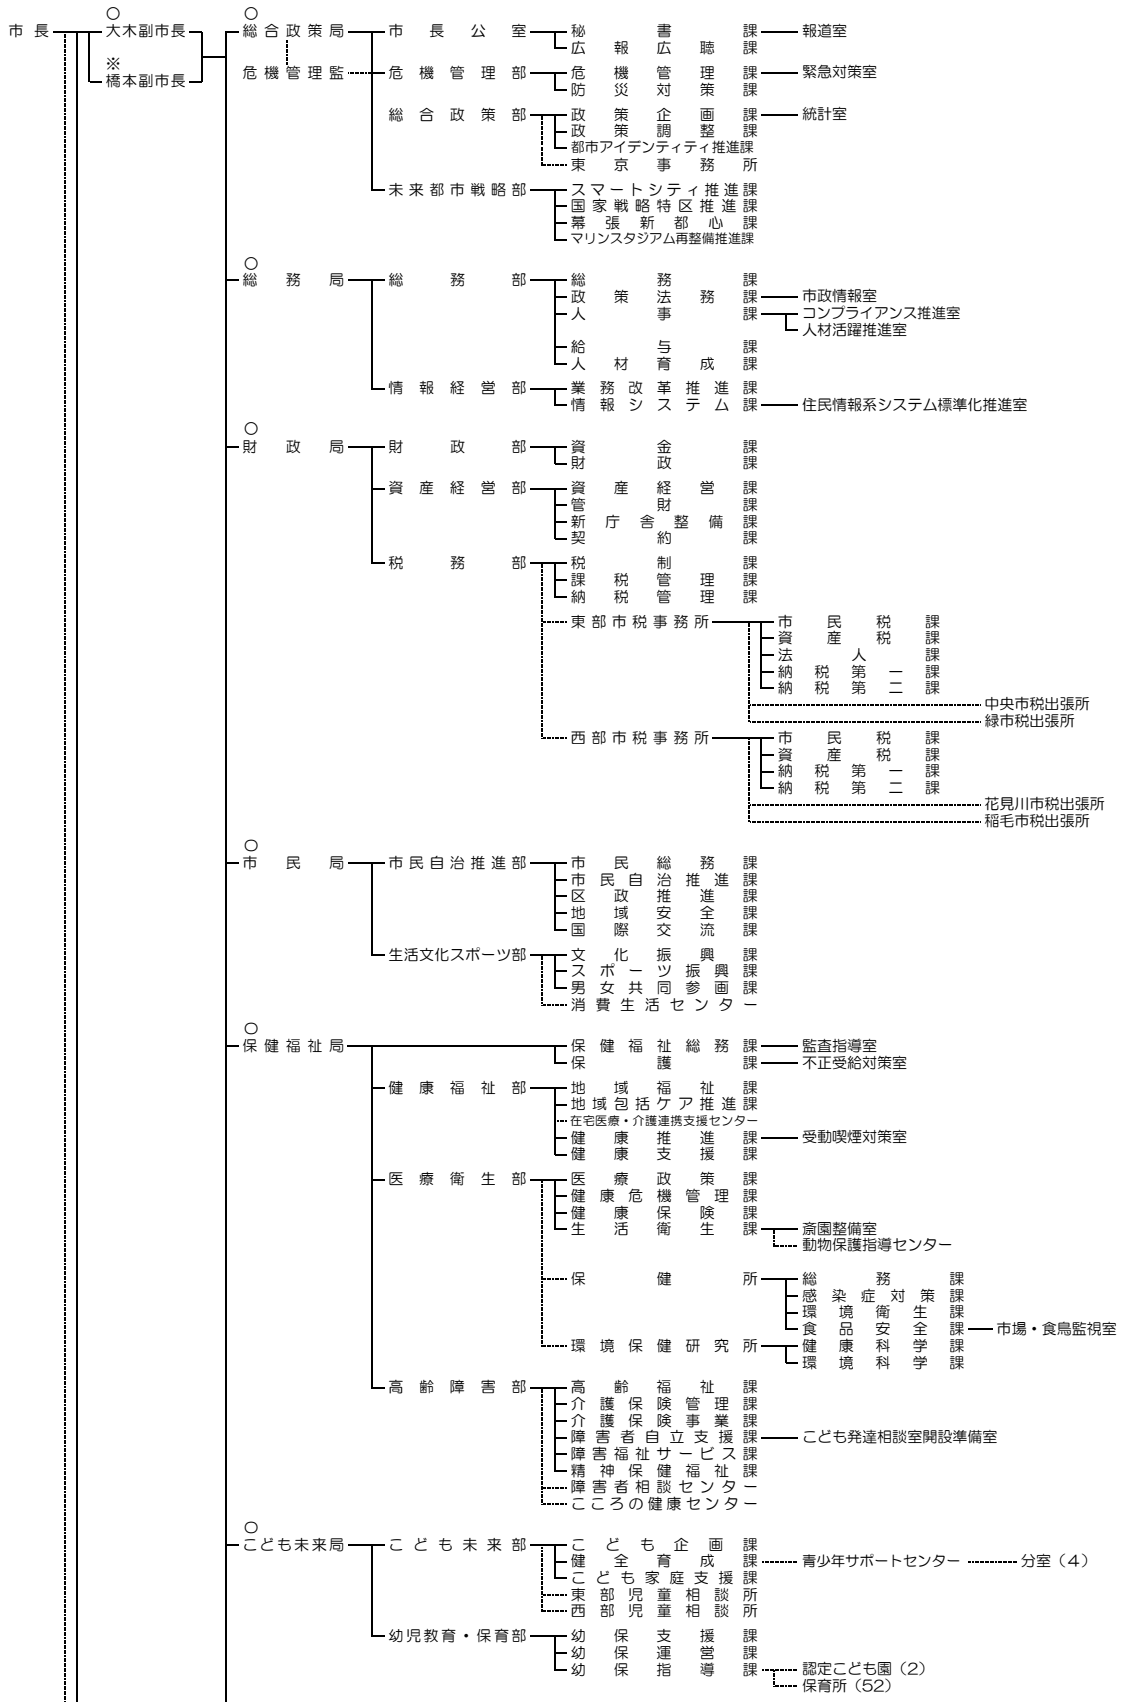 ○ ○
市長 大木副市長 総合政策局 市長公室 秘書課 報道室
広報広聴課
※
橋本副市長 危機管理監 危機管理部 危機管理課 緊急対策室
防災対策課
総合政策部 政策企画課 統計室
政策調整課
都市アイデンティティ推進課
東京事務所
未来都市戦略部 スマートシティ推進課
国家戦略特区推進課
幕張新都心課
マリンスタジアム再整備推進課
○
総務局 総務部 総務課
政策法務課 市政情報室
人事課 コンプライアンス推進室
人材活躍推進室
給与課
人材育成課
情報経営部 業務改革推進課
情報システム課 住民情報系システム標準化推進室
○
財政局 財政部 資金課
財政課
資産経営部 資産経営課
管財課
新庁舎整備課
契約課
税務部 税制課
課税管理課
納税管理課
東部市税事務所 市民税課
資産税課
法人課
納税第一課
納税第二課
中央市税出張所
緑市税出張所
西部市税事務所 市民税課
資産税課
納税第一課
納税第二課
花見川市税出張所
稲毛市税出張所
○
市民局 市民自治推進部 市民総務課
市民自治推進課
区政推進課
地域安全課
国際交流課
生活文化スポーツ部 文化振興課
スポーツ振興課
男女共同参画課
消費生活センター
○
保健福祉局 保健福祉総務課 監査指導室
保護課 不正受給対策室
健康福祉部 地域福祉課
地域包括ケア推進課
在宅医療・介護連携支援センター
健康推進課 受動喫煙対策室
健康支援課
医療衛生部 医療政策課
健康危機管理課
健康保険課
生活衛生課 斎園整備室
動物保護指導センター
保健所 総務課
感染症対策課
環境衛生課
食品安全課 市場・食鳥監視室
環境保健研究所 健康科学課
環境科学課
高齢障害部 高齢福祉課
介護保険管理課
介護保険事業課
障害者自立支援課 こども発達相談室開設準備室
障害福祉サービス課
精神保健福祉課
障害者相談センター
こころの健康センター
○
こども未来局 こども未来部 こども企画課
健全育成課 青少年サポートセンター 分室（4）
こども家庭支援課
東部児童相談所
西部児童相談所
幼児教育・保育部 幼保支援課
幼保運営課
幼保指導課 認定こども園（2）
保育所（52）